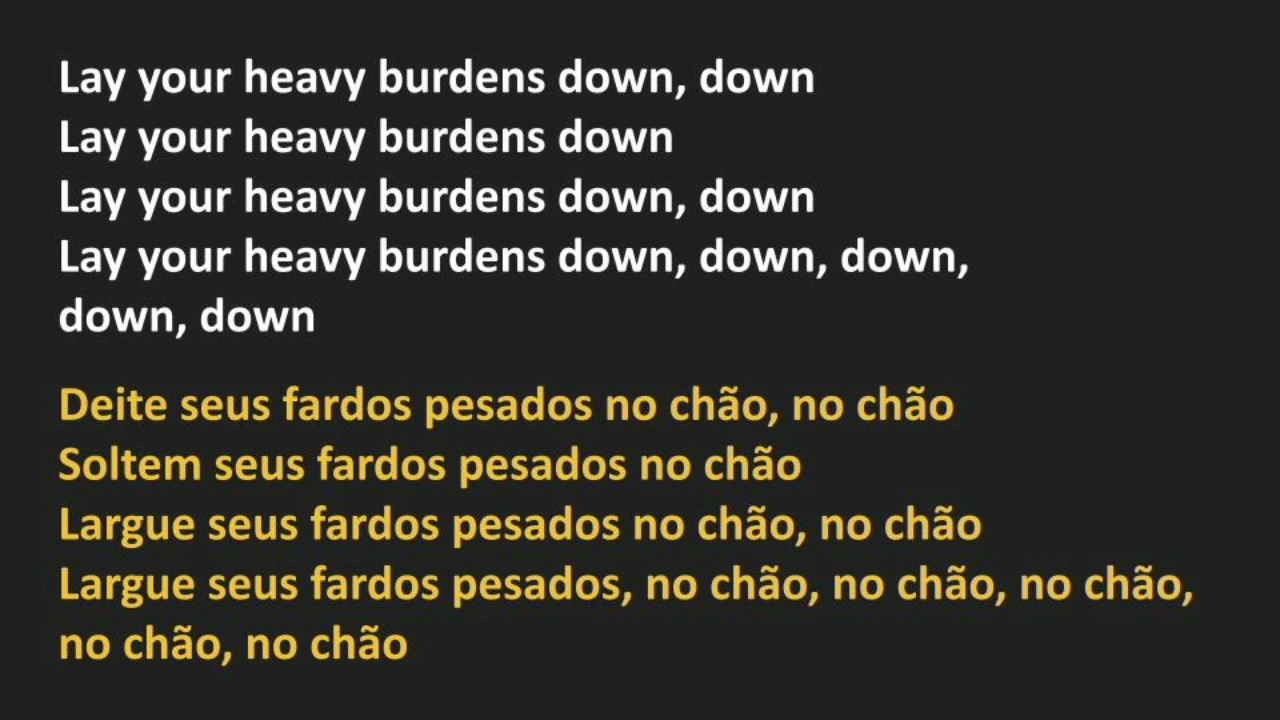 Lay your heavy burdens down, down
Lay your heavy burdens down
Lay your heavy burdens down, down
Lay your heavy burdens down, down, down,
down, down
Deite seus fardos pesados no chão, no chão
Soltem seus fardos pesados no chão
Largue seus fardos pesados no chão, no chão
Largue seus fardos pesados, no chão, no chão, no chão,
no chão, no chão